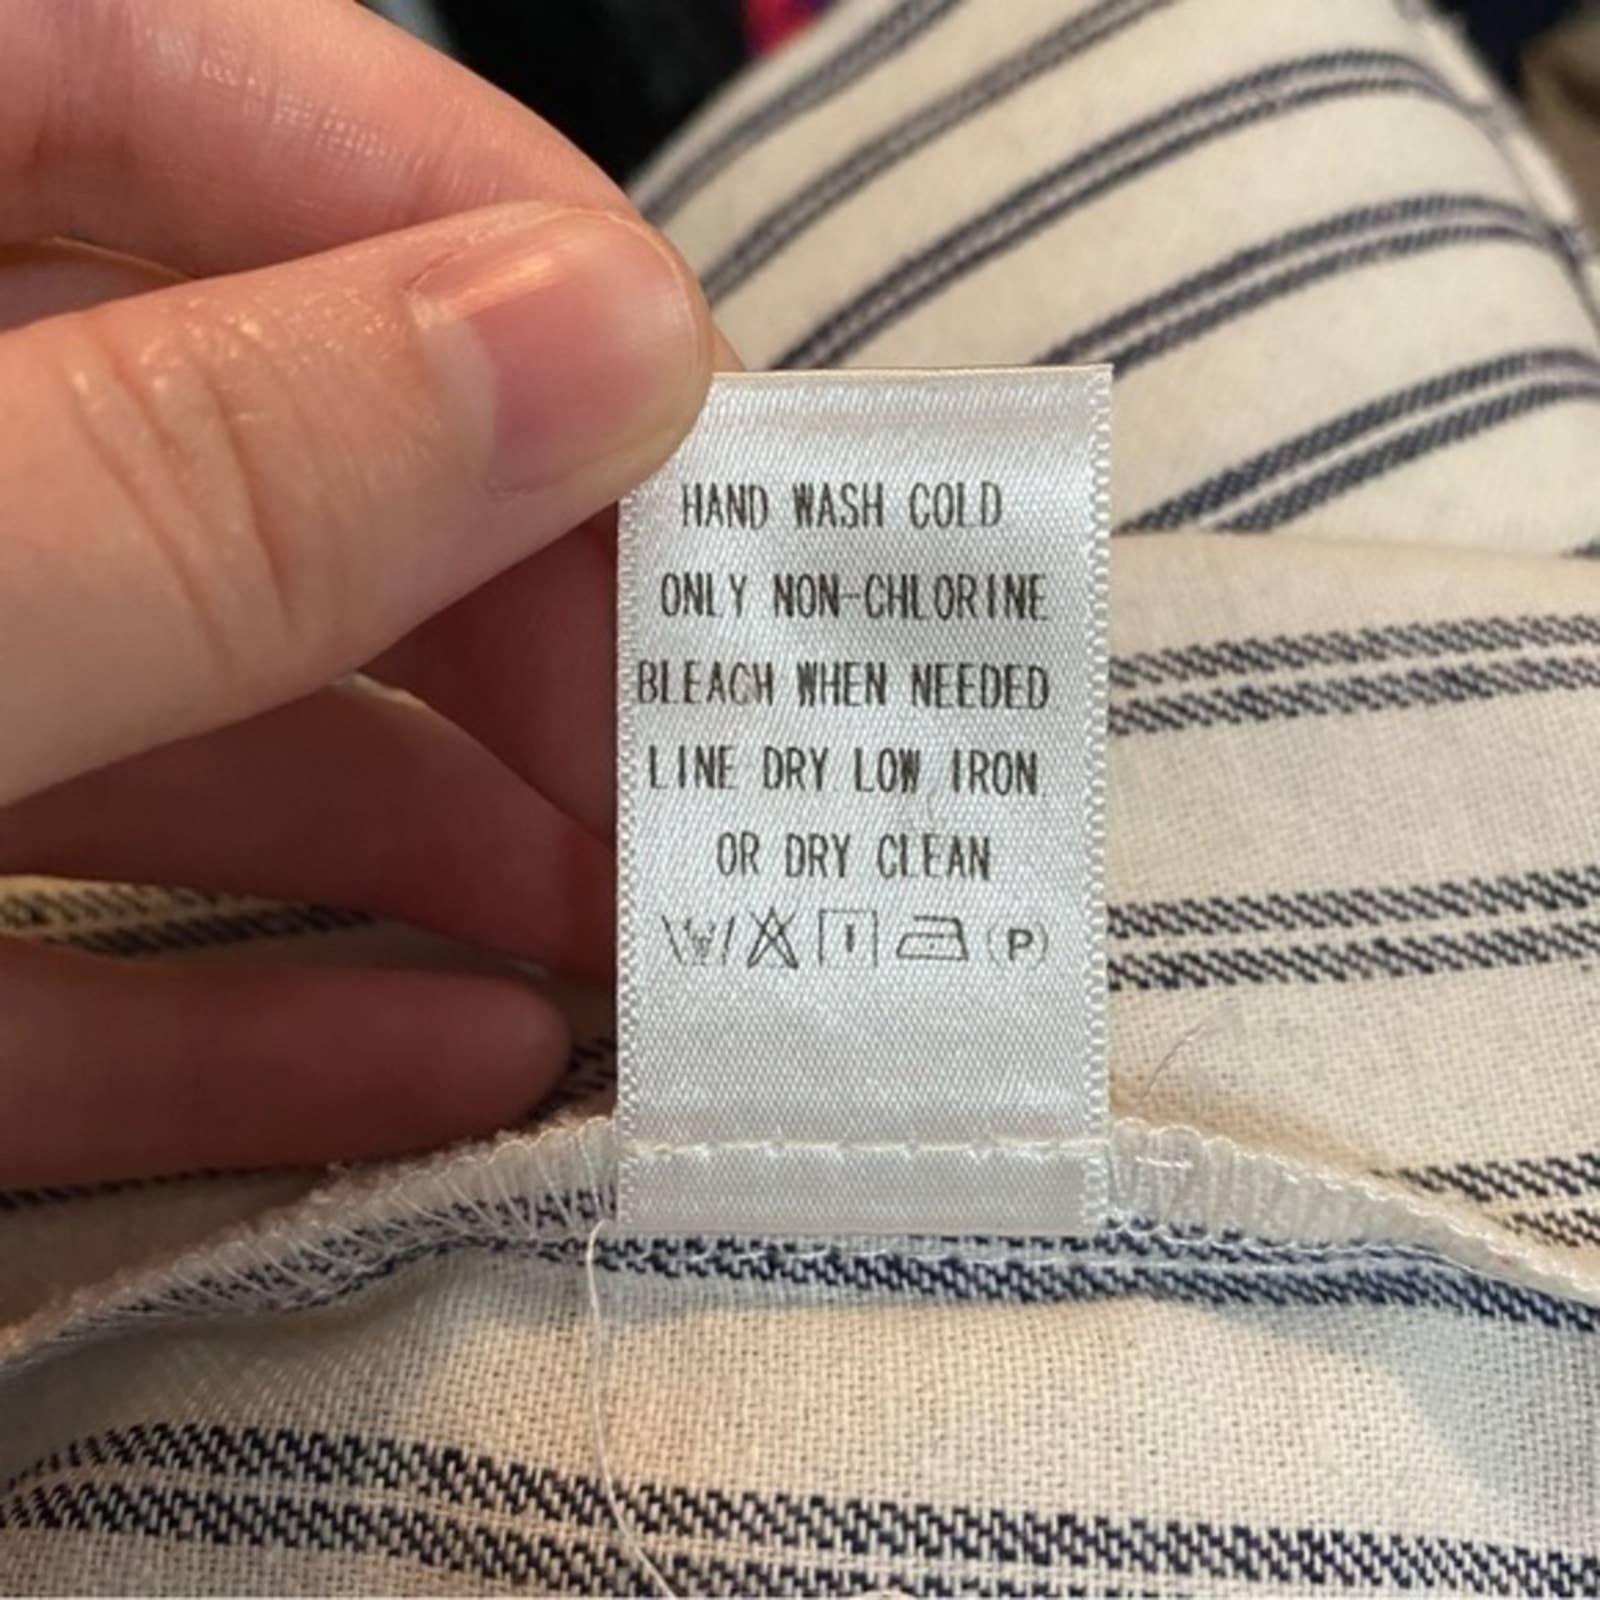 HAND WASH COLD
ONLY NON-CHLORINE
BLEACH WHEN NEEDED
LINE DRY LOW IRON
OR DRY CLEAN
P